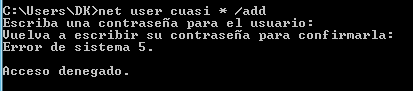 C:\Users\DK>net user cuasi * /add
Escriba una contraseña para el usuario:
Vuelva a escribir su contraseña para confirmarla:
Error de sistema 5.
Acceso denegado.